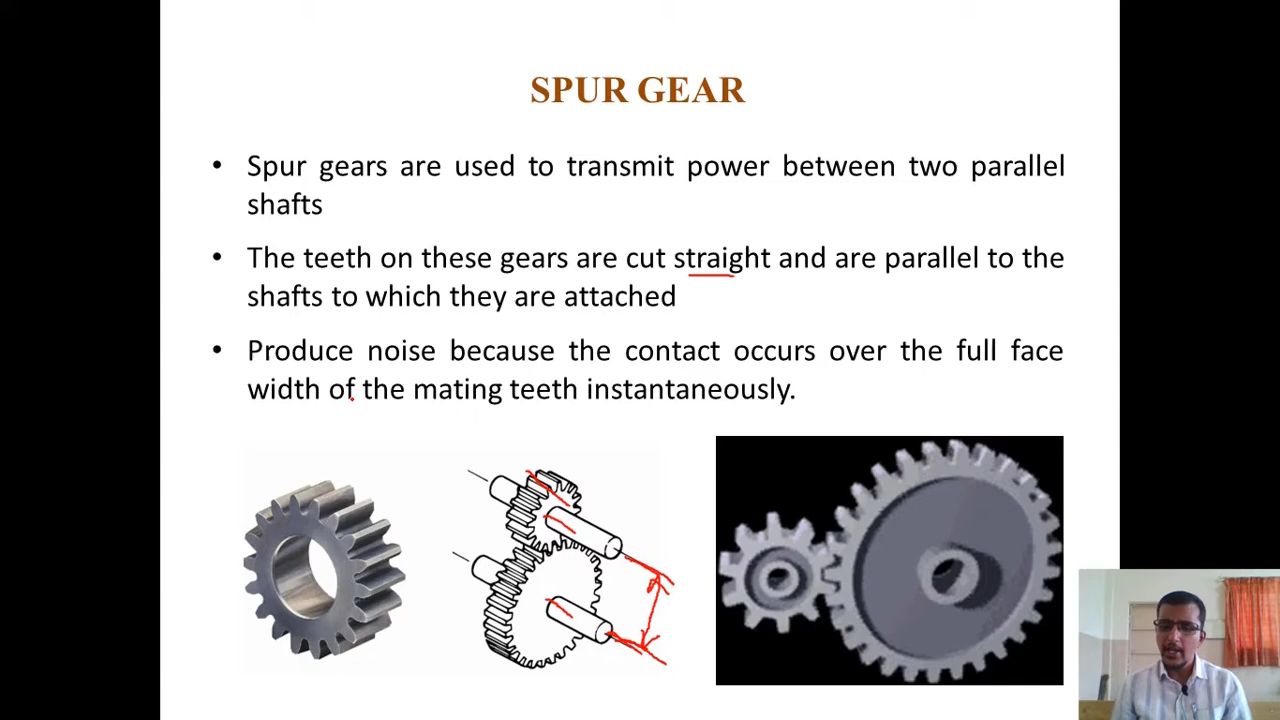 SPUR GEAR
• Spur gears are used to transmit power between two parallel
shafts
• The teeth on these gears are cut straight and are parallel to the
shafts to which they are attached
• Produce noise because the contact occurs over the full face
width of the mating teeth instantaneously.